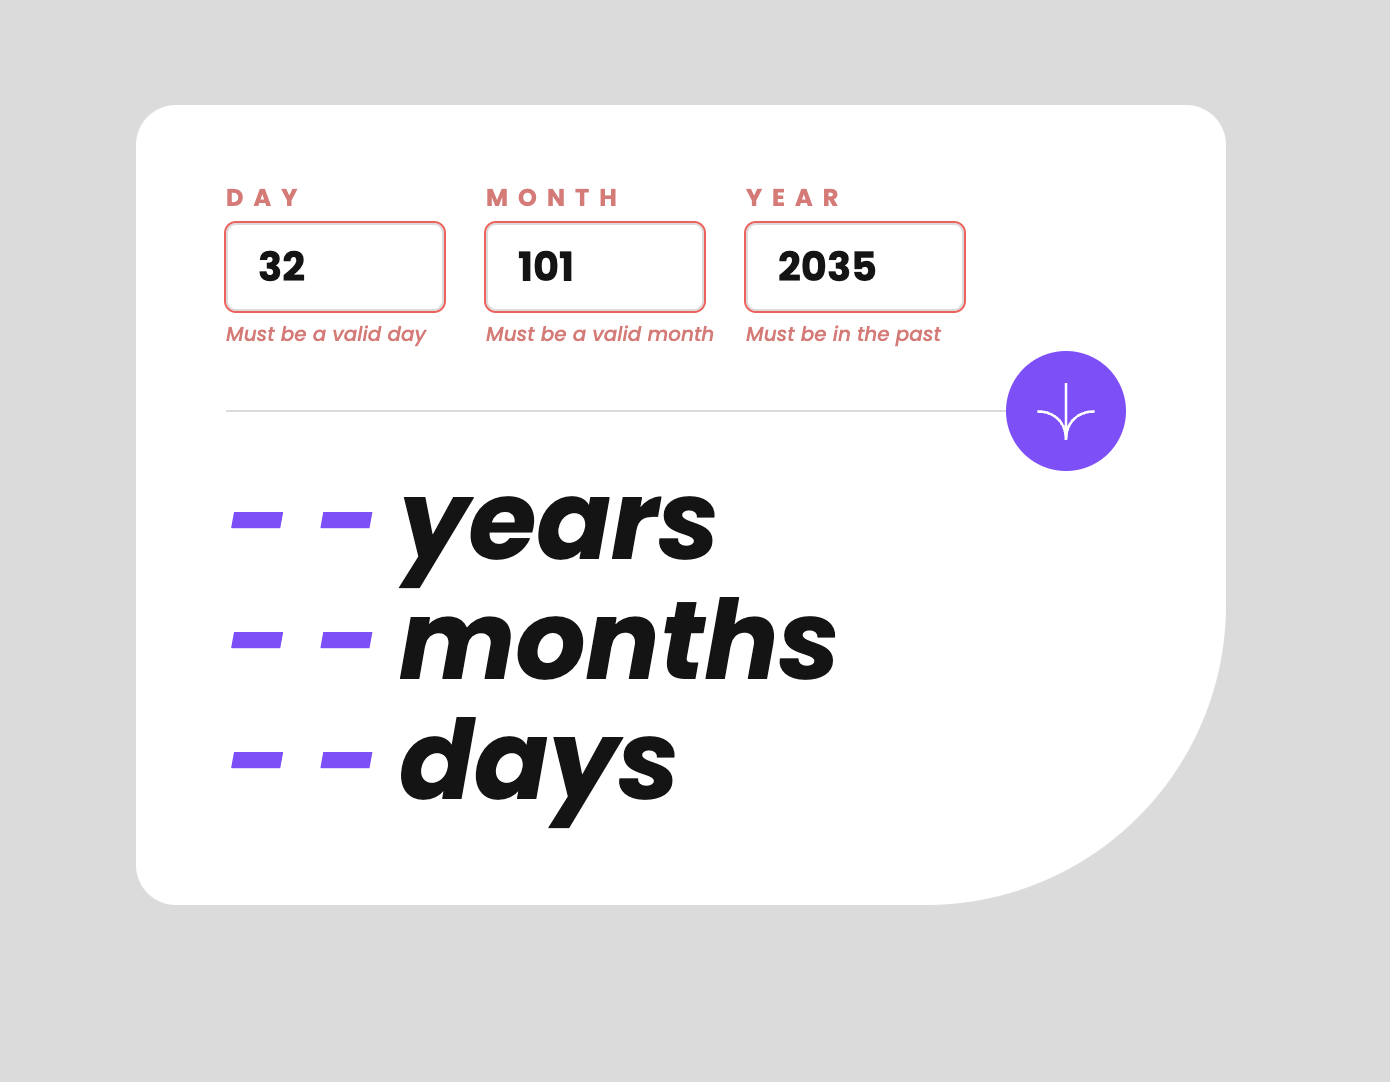 DAY MONTH YEAR
32 101 2035
Must be a valid day Must be a valid month Must be in the past
-- years
-- months
-- days